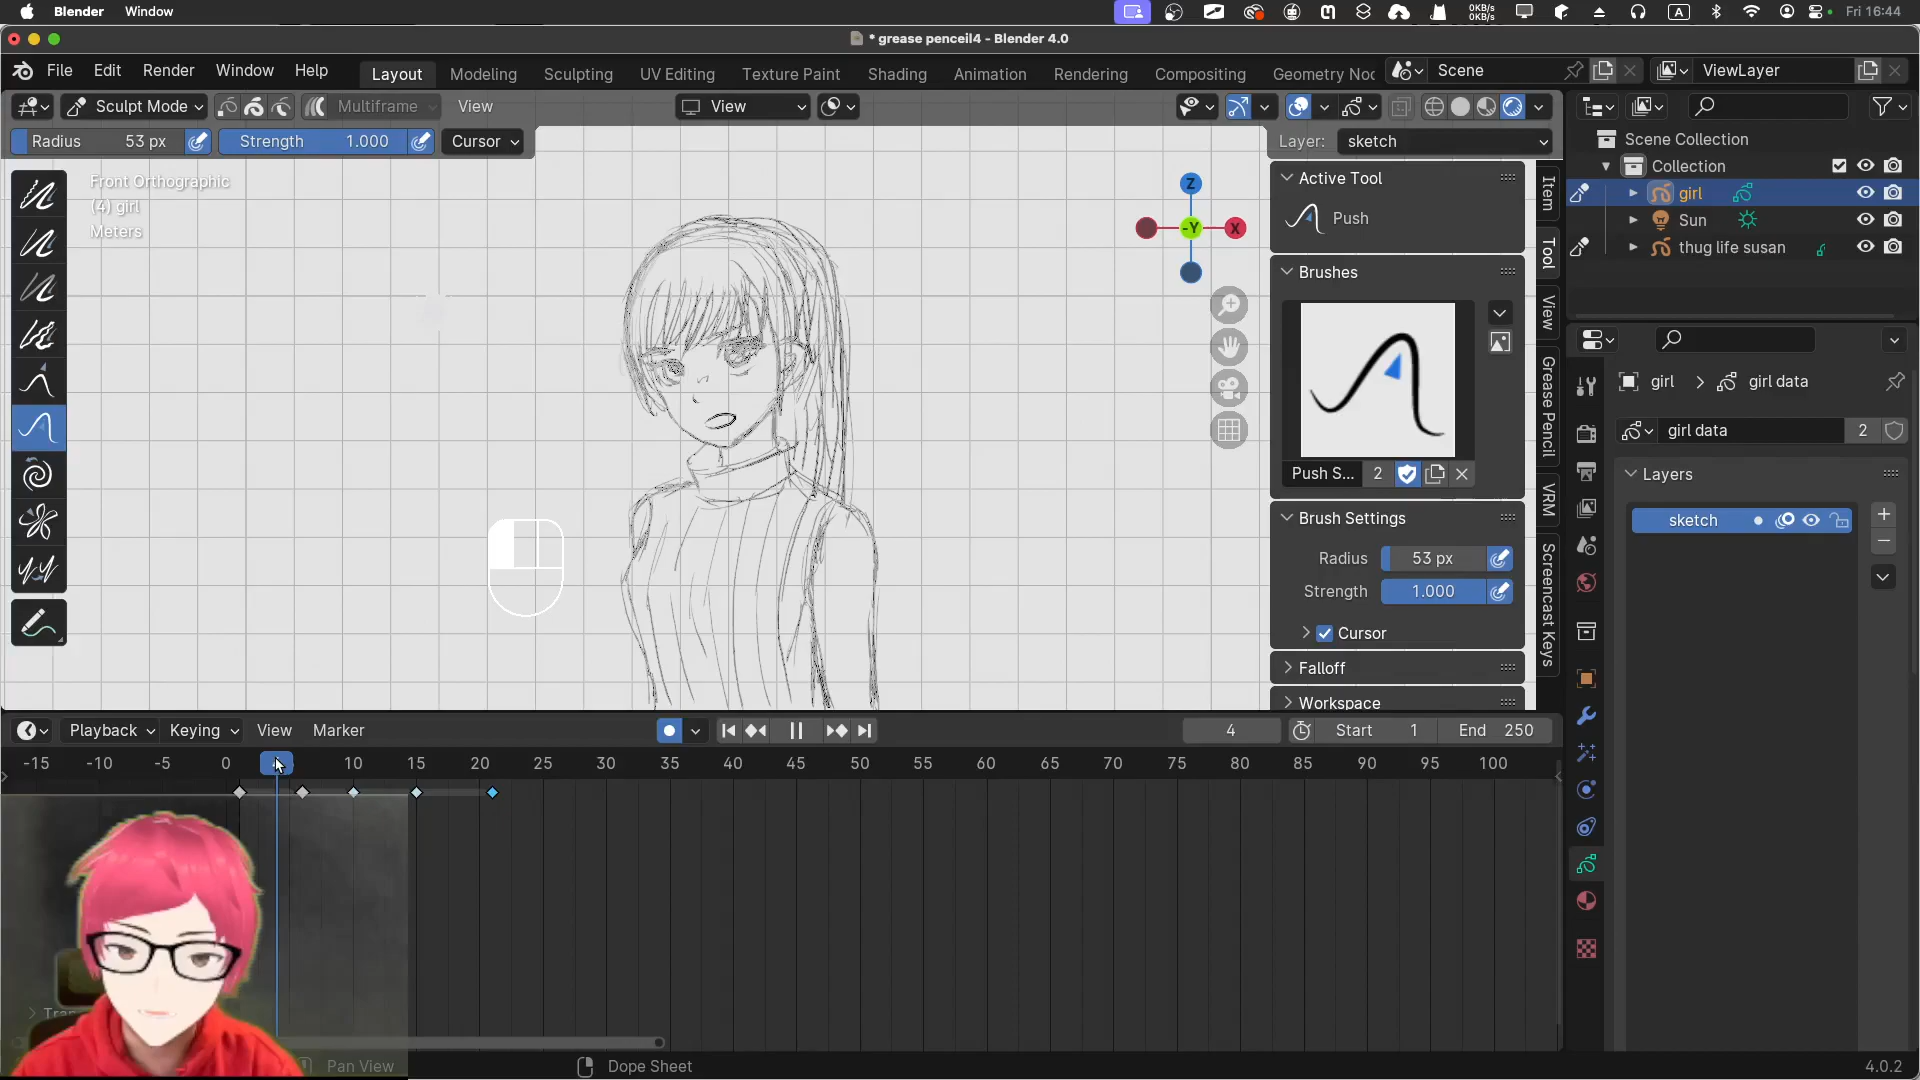 Blender Window
0KB/s
0KB/s
A
Fri 16:44
* grease penceil4 - Blender 4.0
File Edit Render Window Help
Layout Modeling Sculpting UV Editing Texture Paint Shading Animation Rendering Compositing Geometry Noc
Scene
ViewLayer
Sculpt Mode
Multiframe
View
View
Radius 53 px
Strength 1.000
Cursor
Layer: sketch
Front Orthographic
(4) girl
Meters
Z
-Y
X
Active Tool
Push
Brushes
Push S...
2
Brush Settings
Radius 53 px
Strength 1.000
Cursor
Falloff
Workspace
Item
Tool
View
Grease Pencil
VRM
Screencast Keys
Scene Collection
Collection
girl
Sun
thug life susan
girl
girl data
girl data
2
Layers
sketch
Playback Keying View Marker
4
Start 1
End 250
-15 -10 -5 0 10 15 20 25 30 35 40 45 50 55 60 65 70 75 80 85 90 95 100
Pan View
Dope Sheet
4.0.2